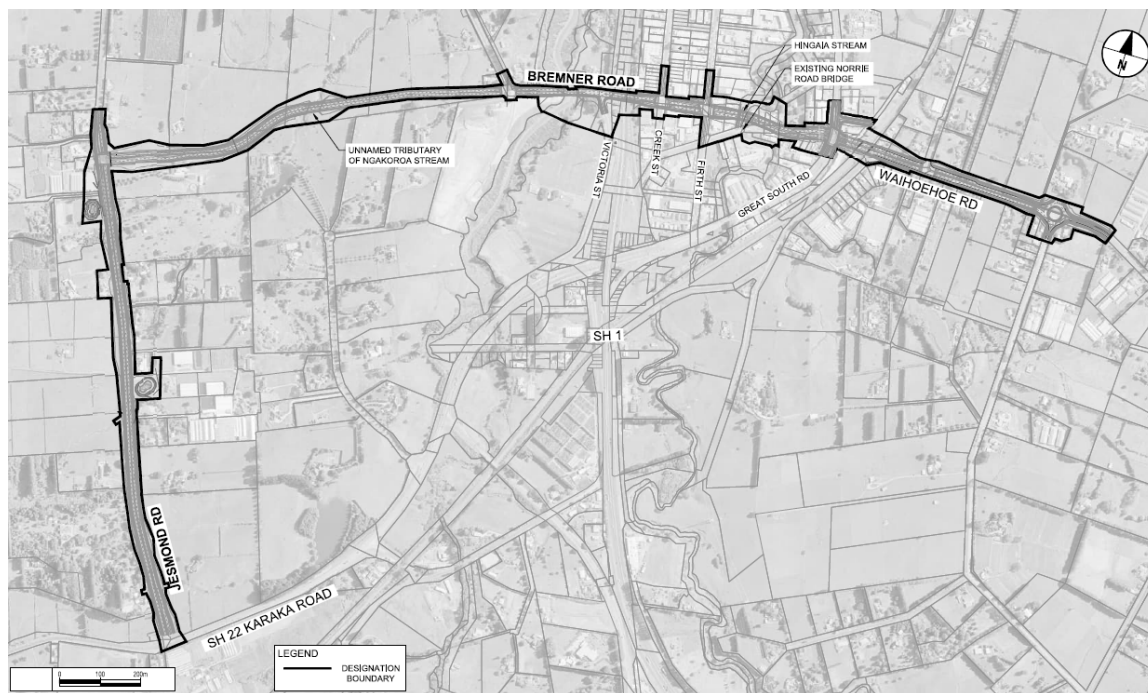 HINGAIA STREAM
N
EXISTING NORRIE
ROAD BRIDGE
BREMNER ROAD
UNNAMED TRIBUTARY
OF NGAKOROA STREAM
VICTORIA ST
CREEK ST
FIRTH ST
GREAT SOUTH RD
WAIHOEHOE RD
SH 1
JESMOND RD
SH 22 KARAKA ROAD
LEGEND
DESIGNATION
BOUNDARY
0 100 200m